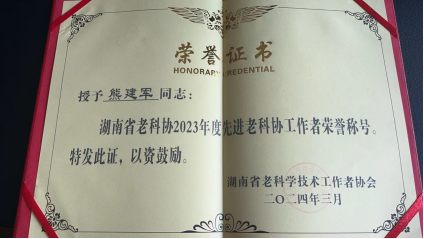 荣誉证书
HONORARY CREDENTIAL
授予 熊建军 同志：
湖南省老科协2023年度先进老科协工作者荣誉称号。
特发此证，以资鼓励。
湖南省老科学技术工作者协会
二〇二四年三月